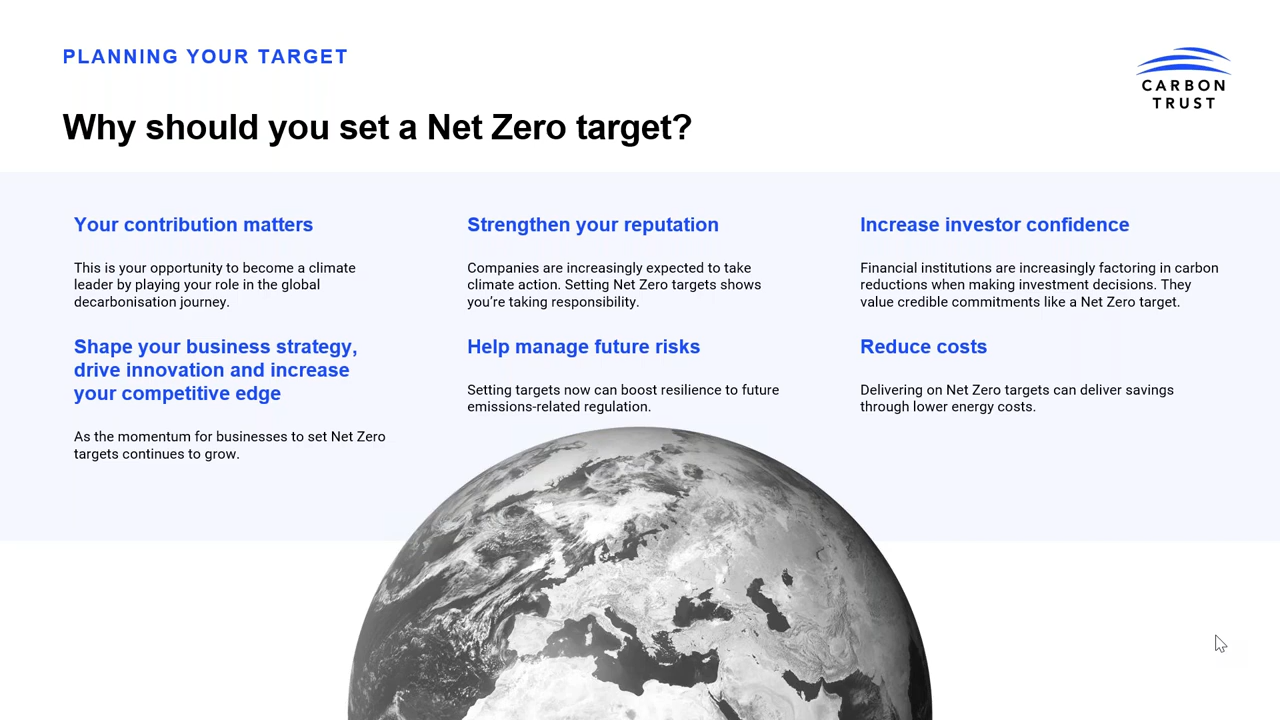 PLANNING YOUR TARGET
CARBON
TRUST
Why should you set a Net Zero target?
Your contribution matters
This is your opportunity to become a climate
leader by playing your role in the global
decarbonisation journey.
Strengthen your reputation
Companies are increasingly expected to take
climate action. Setting Net Zero targets shows
you’re taking responsibility.
Increase investor confidence
Financial institutions are increasingly factoring in carbon
reductions when making investment decisions. They
value credible commitments like a Net Zero target.
Shape your business strategy,
drive innovation and increase
your competitive edge
As the momentum for businesses to set Net Zero
targets continues to grow.
Help manage future risks
Setting targets now can boost resilience to future
emissions-related regulation.
Reduce costs
Delivering on Net Zero targets can deliver savings
through lower energy costs.